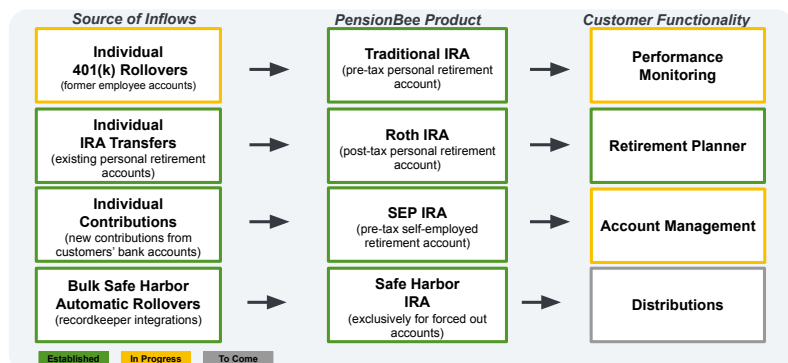 Source of Inflows
PensionBee Product
Customer Functionality
Individual
401(k) Rollovers
(former employee accounts)
Traditional IRA
(pre-tax personal retirement
account)
Performance
Monitoring
Individual
IRA Transfers
(existing personal retirement
accounts)
Roth IRA
(post-tax personal retirement
account)
Retirement Planner
Individual
Contributions
(new contributions from
customers' bank accounts)
SEP IRA
(pre-tax self-employed
retirement account)
Account Management
Bulk Safe Harbor
Automatic Rollovers
(recordkeeper integrations)
Safe Harbor
IRA
(exclusively for forced out
accounts)
Distributions
Established
In Progress
To Come